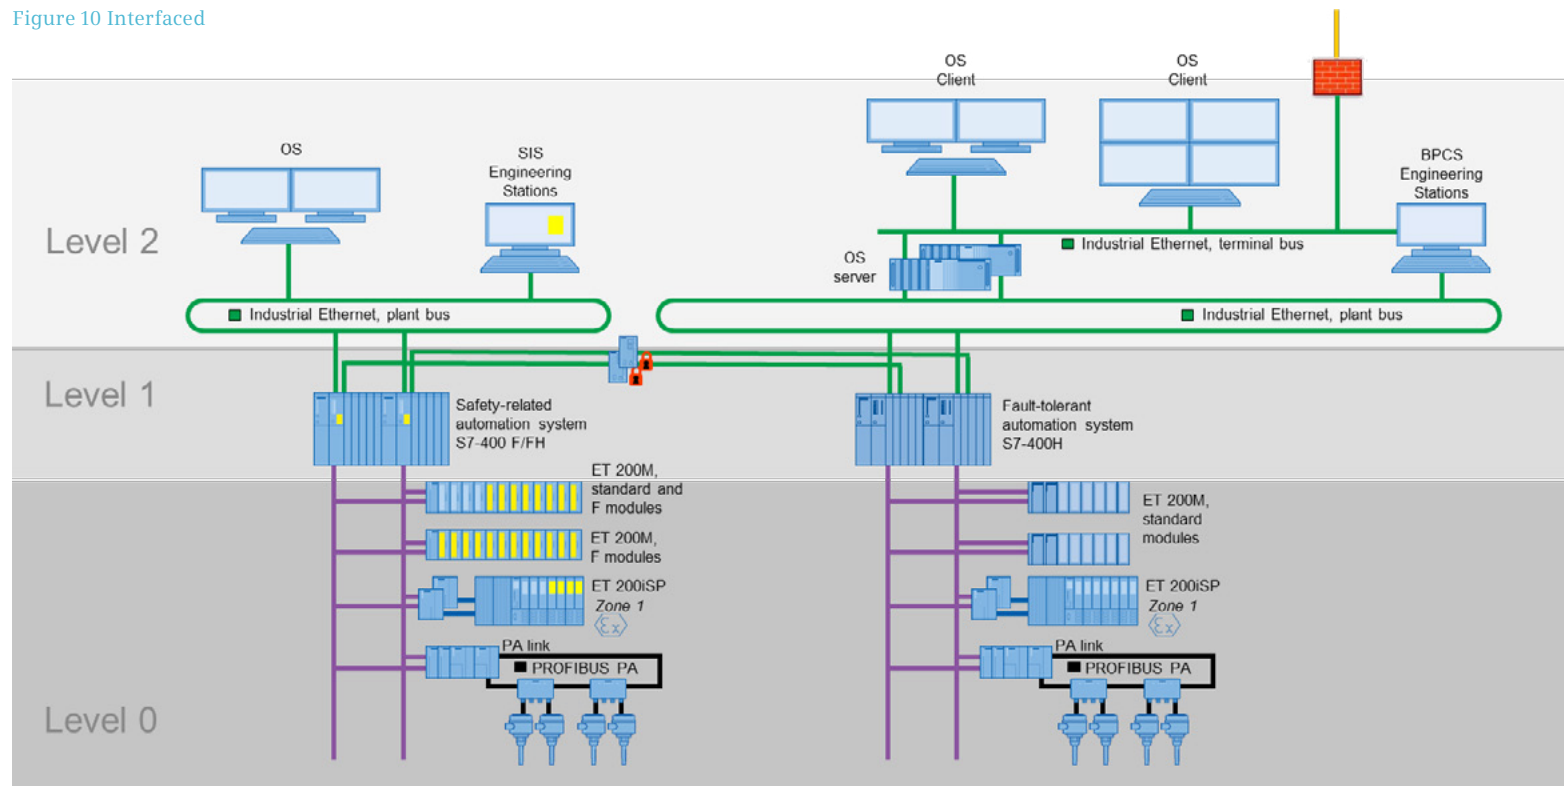 Figure 10 Interfaced
OS
Client
OS
Client
OS
SIS
Engineering
Stations
BPCS
Engineering
Stations
Level 2
Industrial Ethernet, terminal bus
OS
server
Industrial Ethernet, plant bus
Industrial Ethernet, plant bus
Level 1
Safety-related
automation system
S7-400 F/FH
Fault-tolerant
automation system
S7-400H
ET 200M,
standard and
F modules
ET 200M,
F modules
ET 200iSP
Zone 1
Ex
PA link
PROFIBUS PA
ET 200M,
standard
modules
ET 200iSP
Zone 1
Ex
PA link
PROFIBUS PA
Level 0